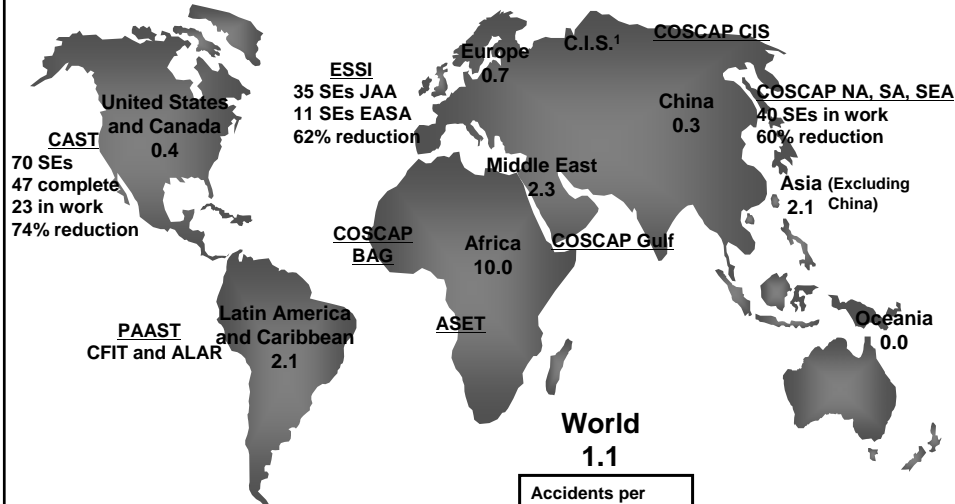 COSCAP CIS
C.I.S.¹
Europe
0.7
ESSI
35 SEs JAA
11 SEs EASA
62% reduction
COSCAP NA, SA, SEA
40 SEs in work
60% reduction
China
0.3
United States
and Canada
0.4
CAST
70 SEs
47 complete
23 in work
74% reduction
Middle East
2.3
Asia (Excluding
2.1 China)
COSCAP
BAG
Africa
10.0
COSCAP Gulf
Latin America
and Caribbean
2.1
PAAST
CFIT and ALAR
ASET
Oceania
0.0
World
1.1
Accidents per